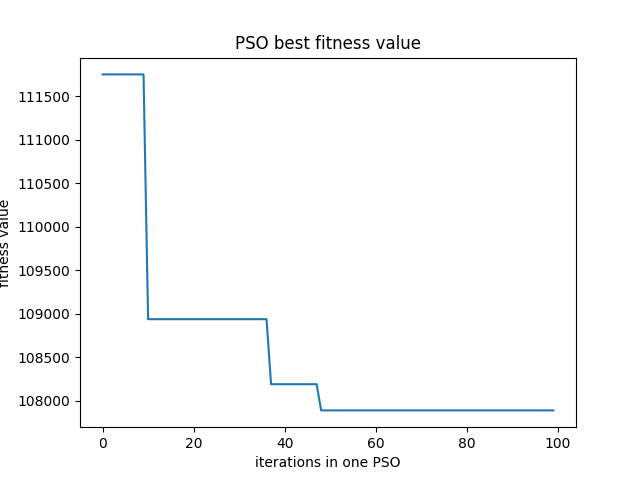 PSO best fitness value
111500
111000
110500
110000
109500
109000
108500
108000
fitness value
0 20 40 60 80 100
iterations in one PSO